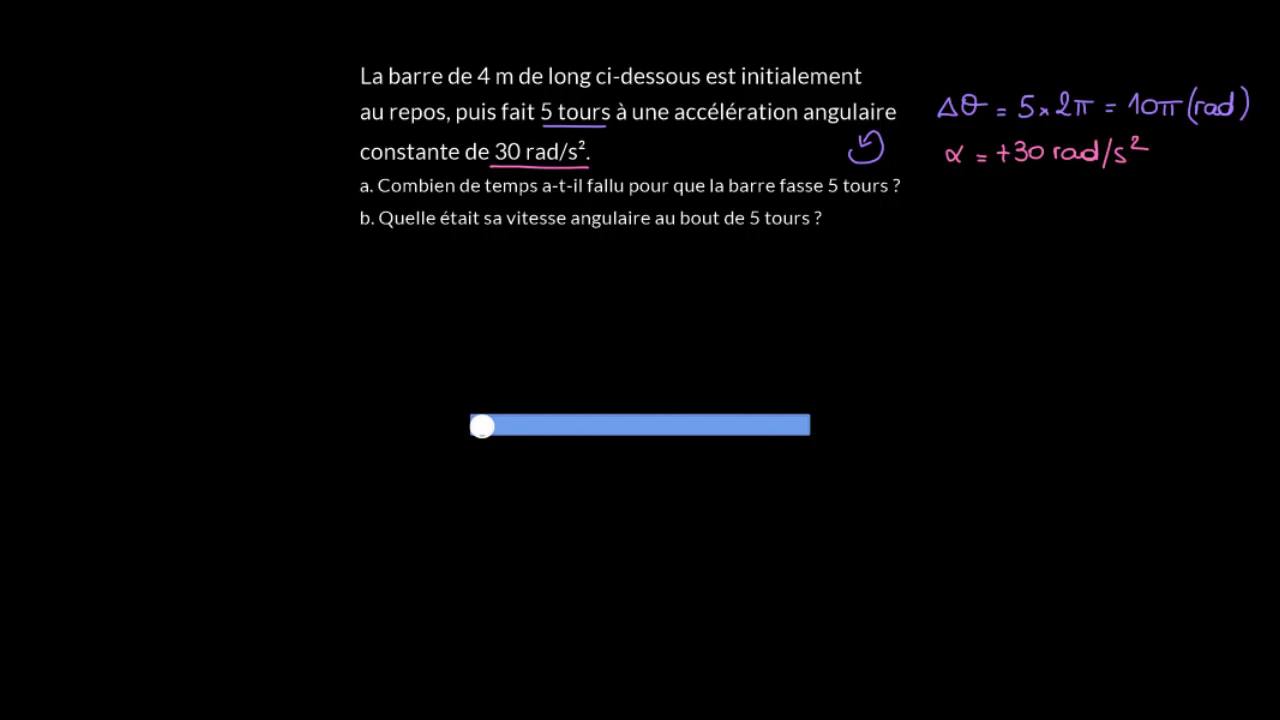 La barre de 4 m de long ci-dessous est initialement
au repos, puis fait 5 tours à une accélération angulaire
constante de 30 rad/s².
a. Combien de temps a-t-il fallu pour que la barre fasse 5 tours ?
b. Quelle était sa vitesse angulaire au bout de 5 tours ?
Δθ = 5 × 2π = 10π (rad)
α = +30 rad/s²